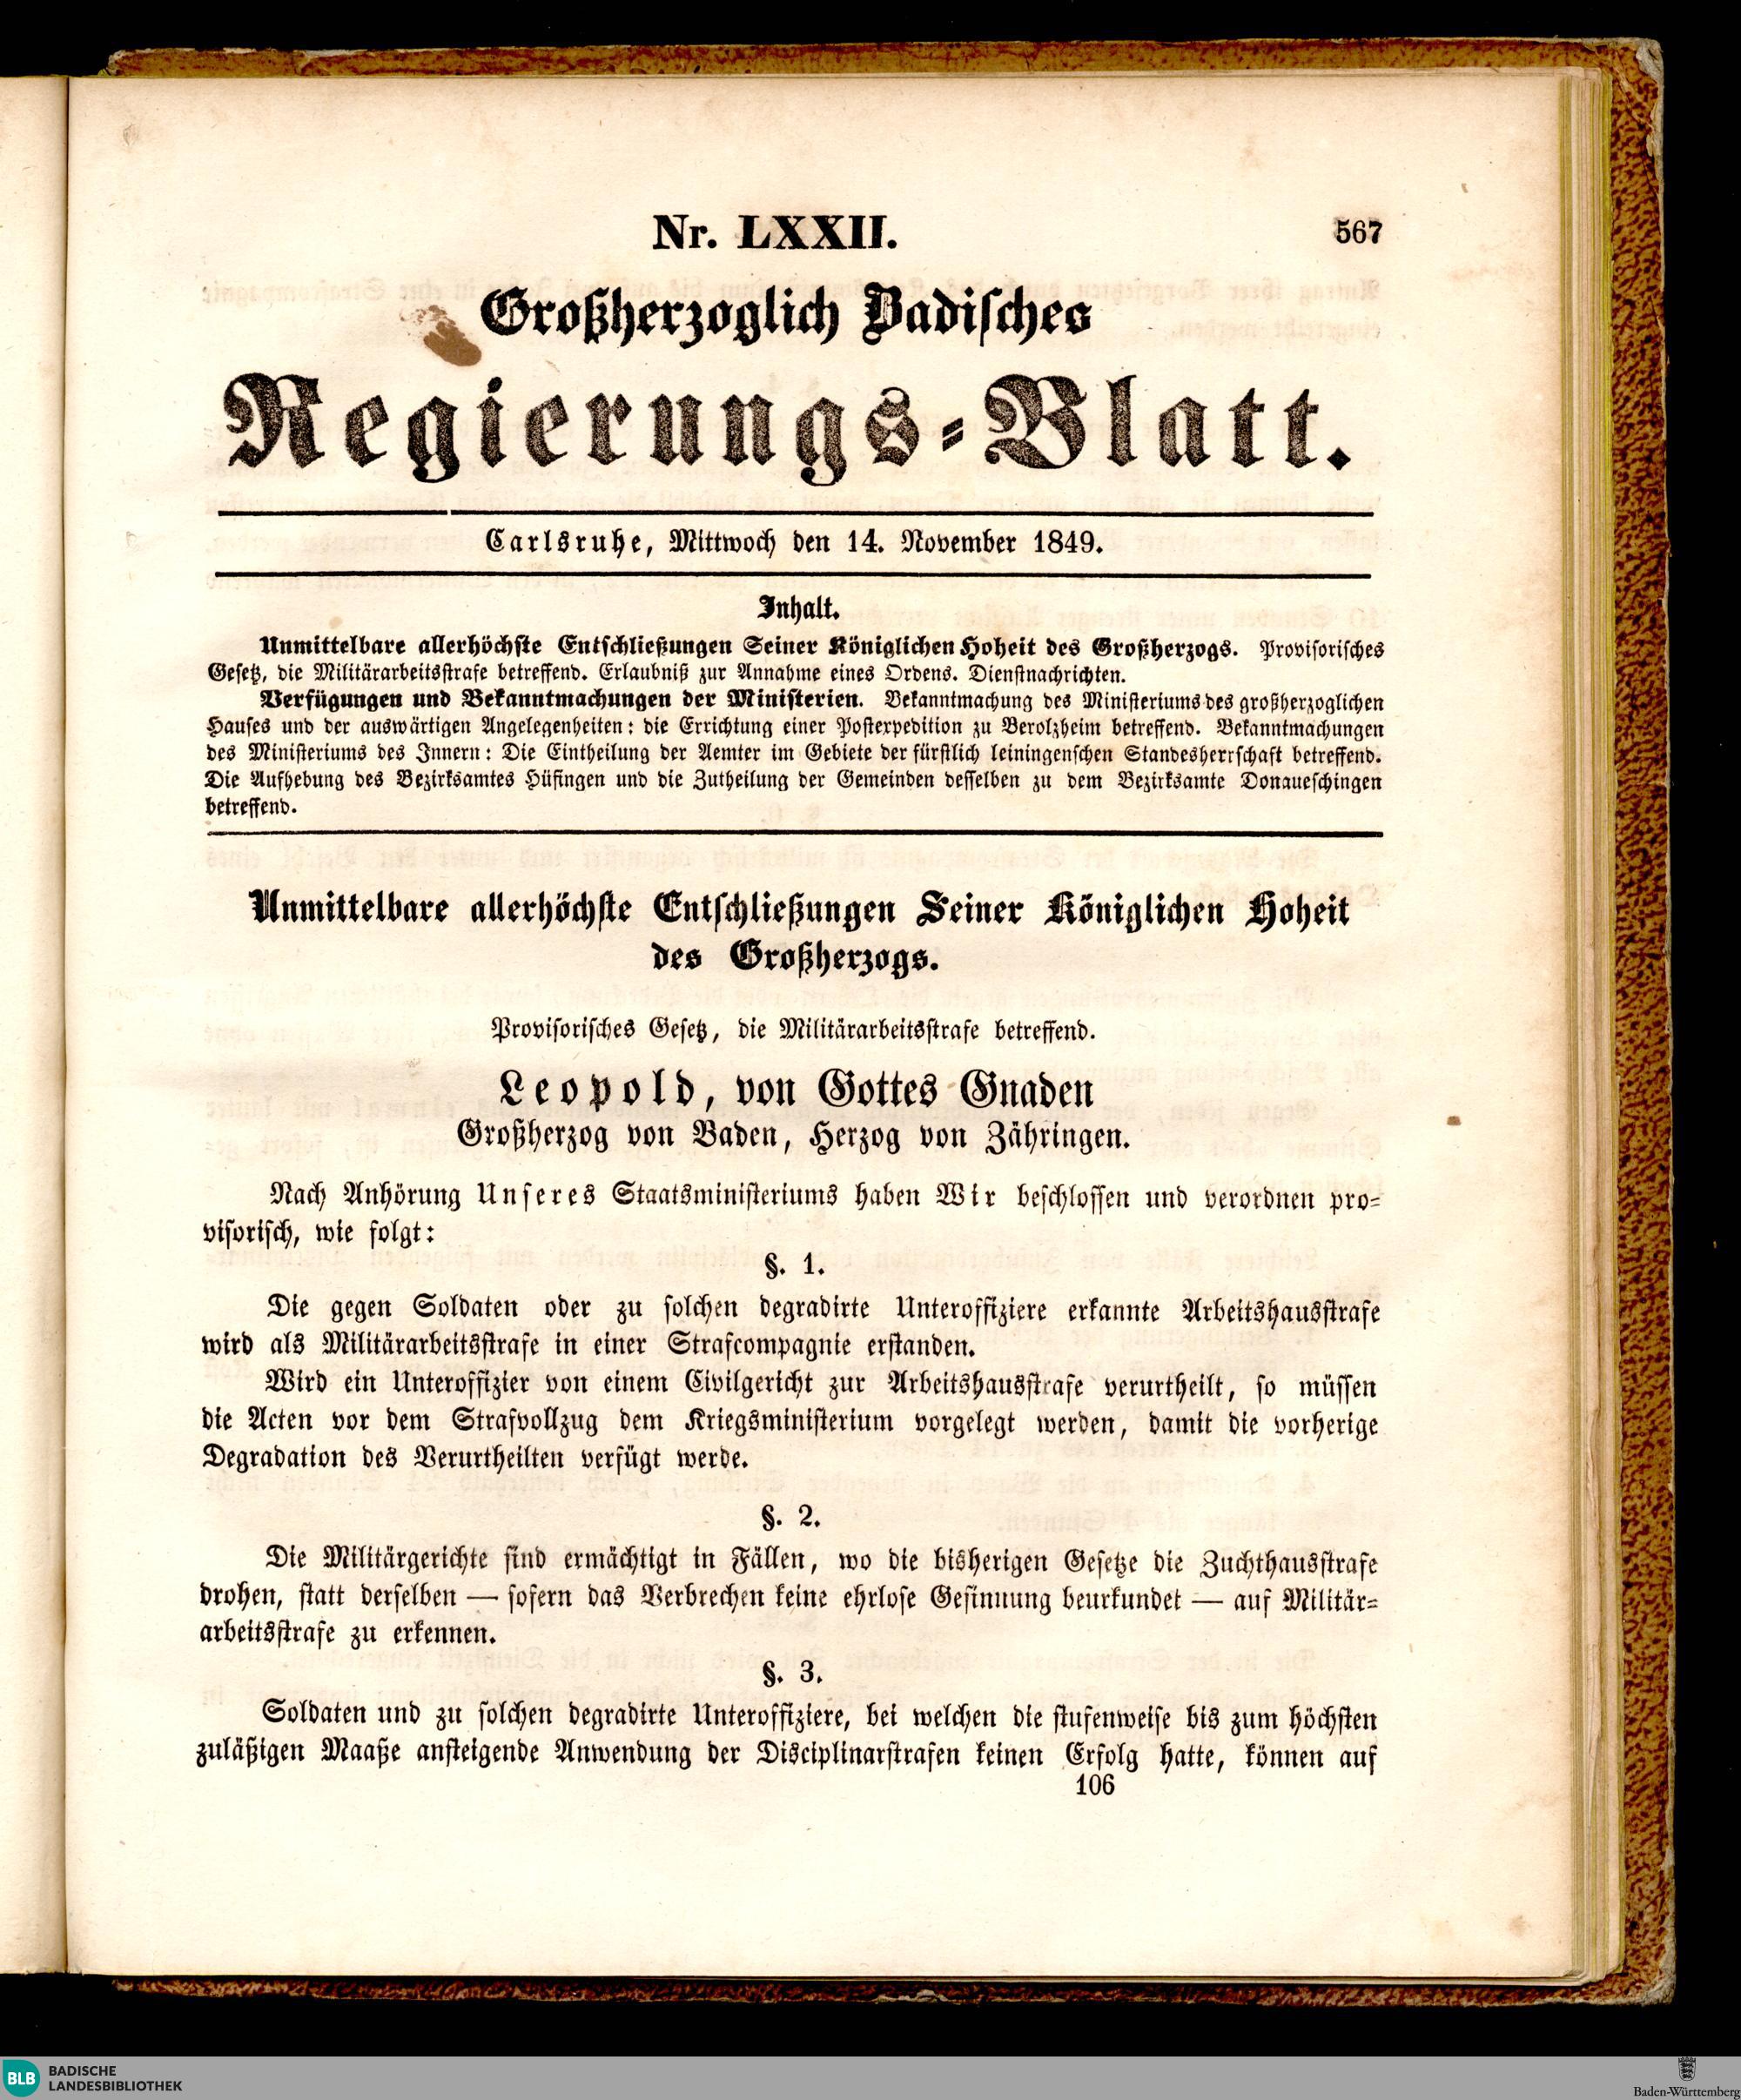 Nr. LXXII.
567
Großherzoglich Badisches
Regierungs-Blatt.
Carlsruhe, Mittwoch den 14. November 1849.
Inhalt.
Unmittelbare allerhöchste Entschließungen Seiner Königlichen Hoheit des Großherzogs. Provisorisches
Gesetz, die Militärarbeitsstrafe betreffend. Erlaubniß zur Annahme eines Ordens. Dienstnachrichten.
Verfügungen und Bekanntmachungen der Ministerien. Bekanntmachung des Ministeriums des großherzoglichen
Hauses und der auswärtigen Angelegenheiten: die Errichtung einer Postexpedition zu Berolzheim betreffend. Bekanntmachungen
des Ministeriums des Innern: Die Eintheilung der Aemter im Gebiete der fürstlich leiningenschen Standesherrschaft betreffend.
Die Aufhebung des Bezirksamtes Hüfingen und die Zutheilung der Gemeinden desselben zu dem Bezirksamte Donaueschingen
betreffend.
Unmittelbare allerhöchste Entschließungen Seiner Königlichen Hoheit
des Großherzogs.
Provisorisches Gesetz, die Militärarbeitsstrafe betreffend.
Leopold, von Gottes Gnaden
Großherzog von Baden, Herzog von Zähringen.
Nach Anhörung Unseres Staatsministeriums haben Wir beschlossen und verordnen pro-
visorisch, wie folgt:
§. 1.
Die gegen Soldaten oder zu solchen degradirte Unteroffiziere erkannte Arbeitshausstrafe
wird als Militärarbeitsstrafe in einer Strafcompagnie erstanden.
Wird ein Unteroffizier von einem Civilgericht zur Arbeitshausstrafe verurtheilt, so müssen
die Acten vor dem Strafvollzug dem Kriegsministerium vorgelegt werden, damit die vorherige
Degradation des Verurtheilten verfügt werde.
§. 2.
Die Militärgerichte sind ermächtigt in Fällen, wo die bisherigen Gesetze die Zuchthausstrafe
drohen, statt derselben — sofern das Verbrechen keine ehrlose Gesinnung beurkundet — auf Militär-
arbeitsstrafe zu erkennen.
§. 3.
Soldaten und zu solchen degradirte Unteroffiziere, bei welchen die stufenweise bis zum höchsten
zuläßigen Maaße ansteigende Anwendung der Disciplinarstrafen keinen Erfolg hatte, können auf
106
BLB BADISCHE
LANDESBIBLIOTHEK
Baden-Württemberg